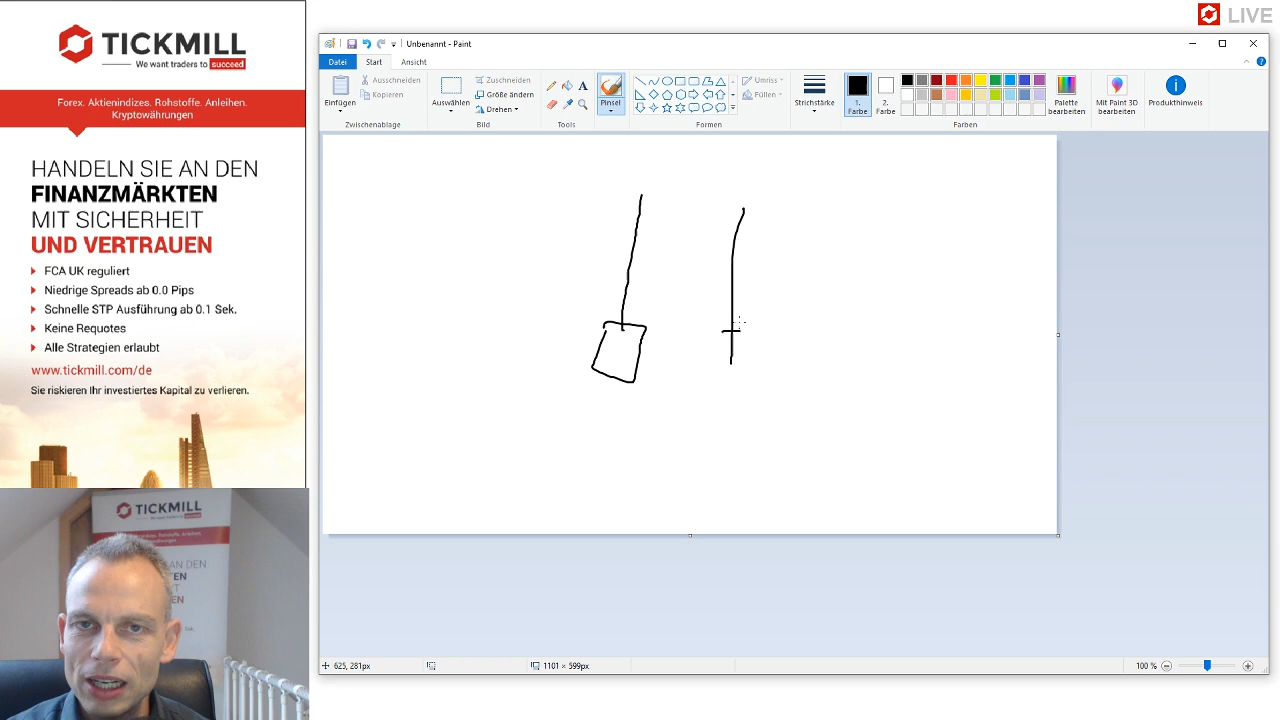 LIVE
TICKMILL
We want traders to succeed
Forex. Aktienindizes. Rohstoffe. Anleihen.
Kryptowährungen
HANDELN SIE AN DEN
FINANZMÄRKTEN
MIT SICHERHEIT
UND VERTRAUEN
FCA UK reguliert
Niedrige Spreads ab 0.0 Pips
Schnelle STP Ausführung ab 0.1 Sek.
Keine Requotes
Alle Strategien erlaubt
www.tickmill.com/de
Sie riskieren Ihr investiertes Kapital zu verlieren.
TICKMILL
Unbenannt - Paint
Datei Start Ansicht
Einfügen
Ausschneiden
Kopieren
Zwischenablage
Auswählen
Zuschneiden
Größe ändern
Drehen
Bild
Tools
Pinsel
Formen
Umriss
Füllen
Strichstärke
1.
Farbe
2.
Farbe
Palette
bearbeiten
Farben
Mit Paint 3D
bearbeiten
Produkthinweis
625, 281px
1101 × 599px
100 %